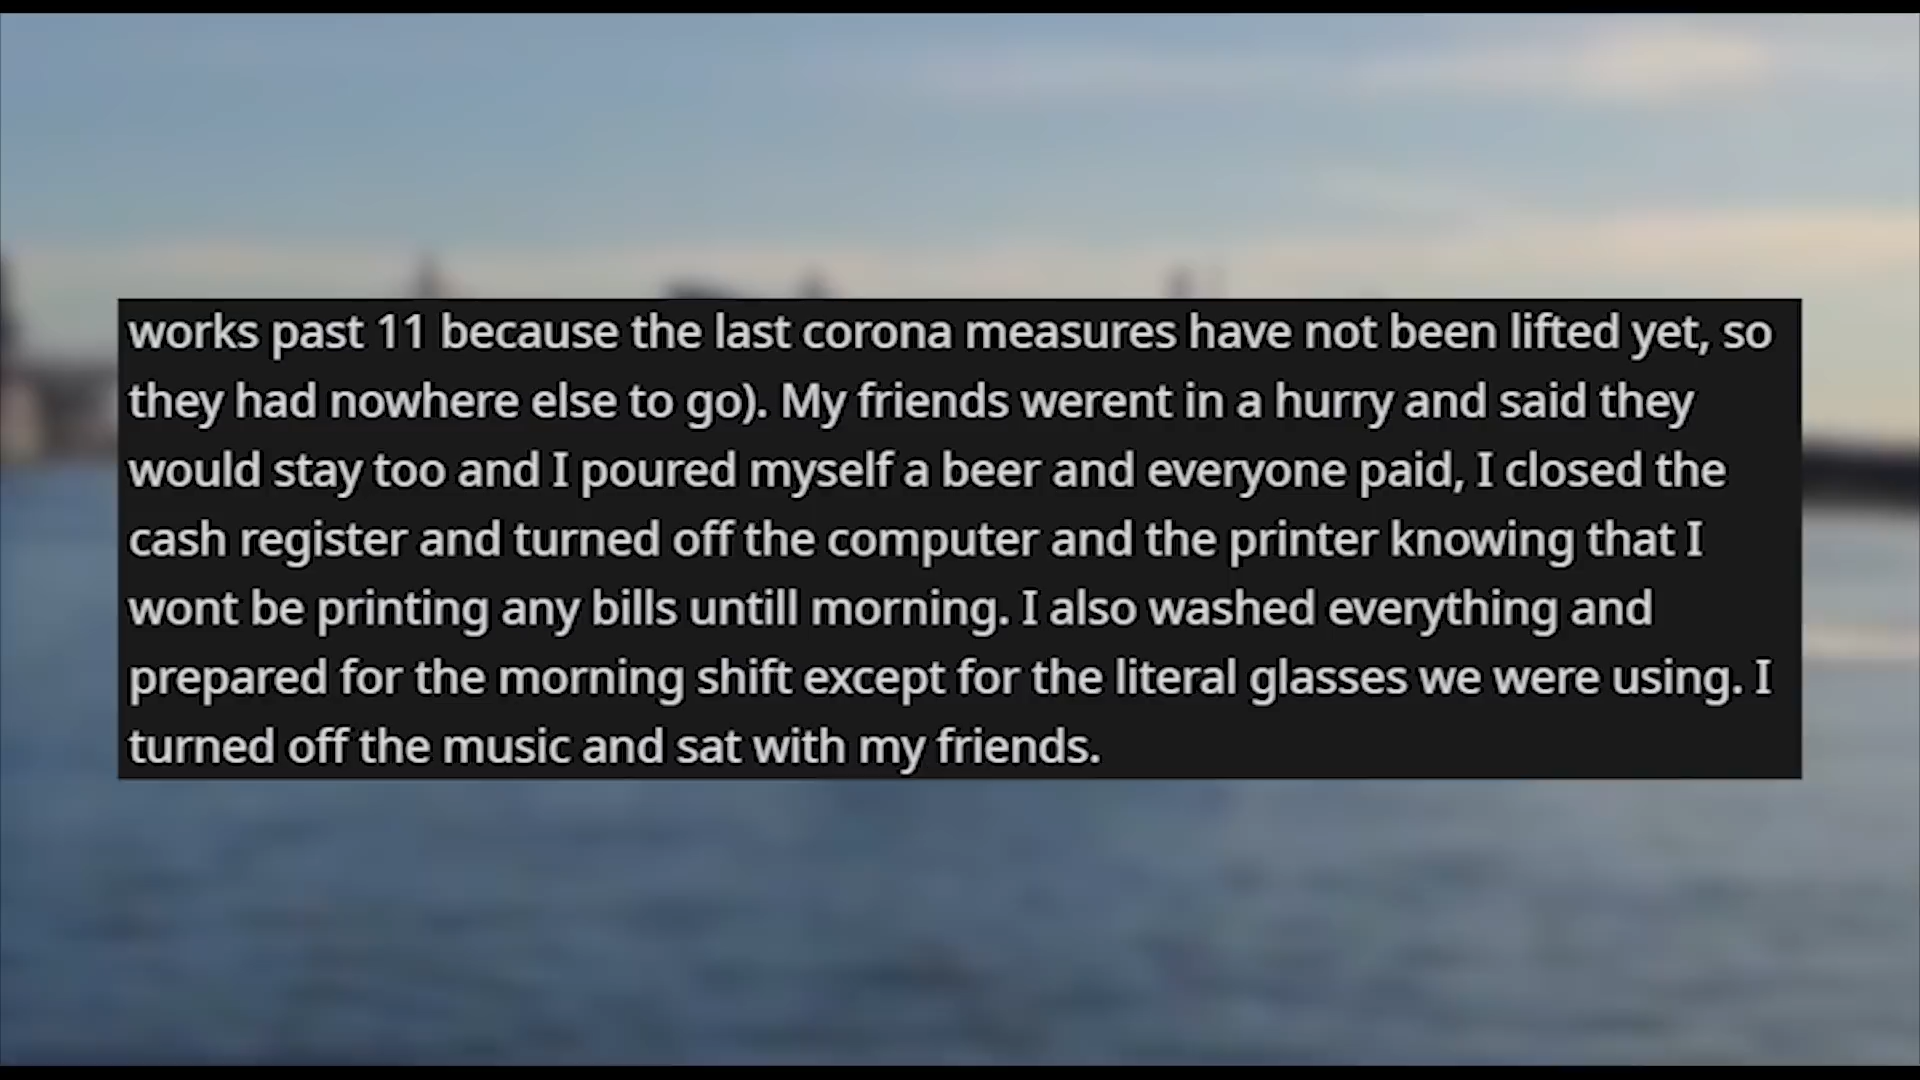 works past 11 because the last corona measures have not been lifted yet, so
they had nowhere else to go). My friends werent in a hurry and said they
would stay too and I poured myself a beer and everyone paid, I closed the
cash register and turned off the computer and the printer knowing that I
wont be printing any bills untill morning. I also washed everything and
prepared for the morning shift except for the literal glasses we were using. I
turned off the music and sat with my friends.